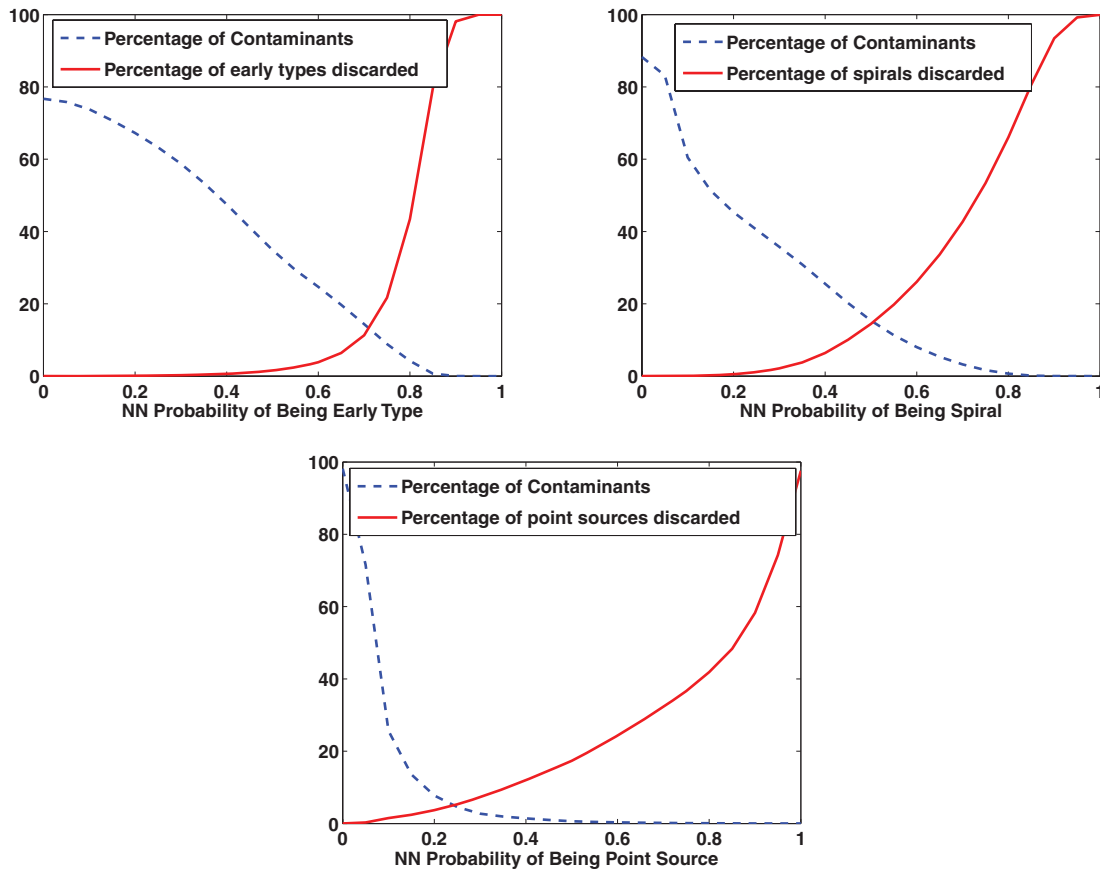 100
80
60
40
20
0
Percentage of Contaminants
Percentage of early types discarded
0 0.2 0.4 0.6 0.8 1
NN Probability of Being Early Type
100
80
60
40
20
0
Percentage of Contaminants
Percentage of spirals discarded
0 0.2 0.4 0.6 0.8 1
NN Probability of Being Spiral
100
80
60
40
20
0
Percentage of Contaminants
Percentage of point sources discarded
0 0.2 0.4 0.6 0.8 1
NN Probability of Being Point Source